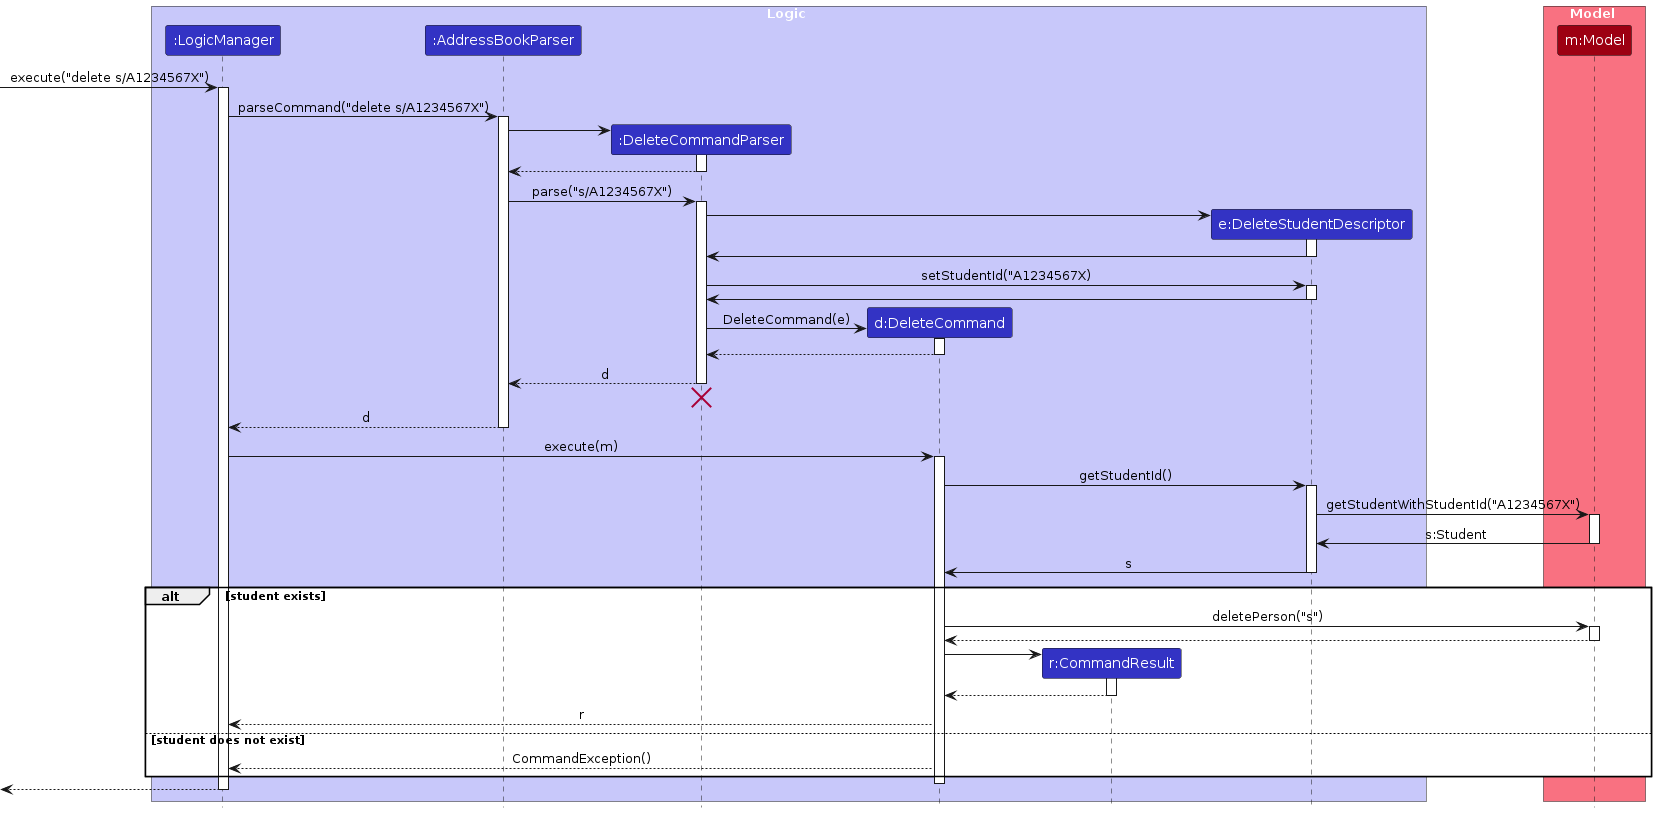 Logic
Model
:LogicManager
:AddressBookParser
m:Model
execute("delete s/A1234567X")
parseCommand("delete s/A1234567X")
:DeleteCommandParser
parse("s/A1234567X")
e:DeleteStudentDescriptor
setStudentId("A1234567X)
DeleteCommand(e)
d:DeleteCommand
d
d
execute(m)
getStudentId()
getStudentWithStudentId("A1234567X")
s:Student
s
alt
[student exists]
deletePerson("s")
r:CommandResult
r
[student does not exist]
CommandException()